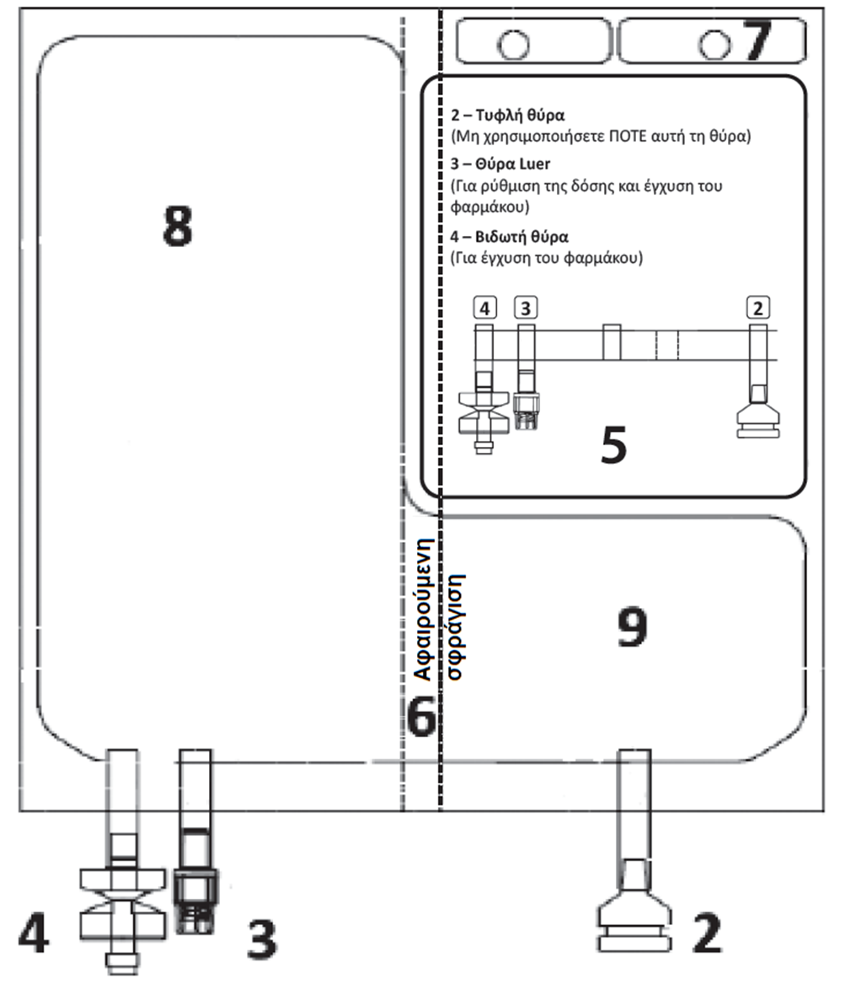 7
2 – Τυφλή θύρα
(Μη χρησιμοποιήσετε ΠΟΤΕ αυτή τη θύρα)
3 – Θύρα Luer
(Για ρύθμιση της δόσης και έγχυση του
φαρμάκου)
4 – Βιδωτή θύρα
(Για έγχυση του φαρμάκου)
8
4 3 2
5
Αφαιρούμενη
σφράγιση
9
6
4 3 2